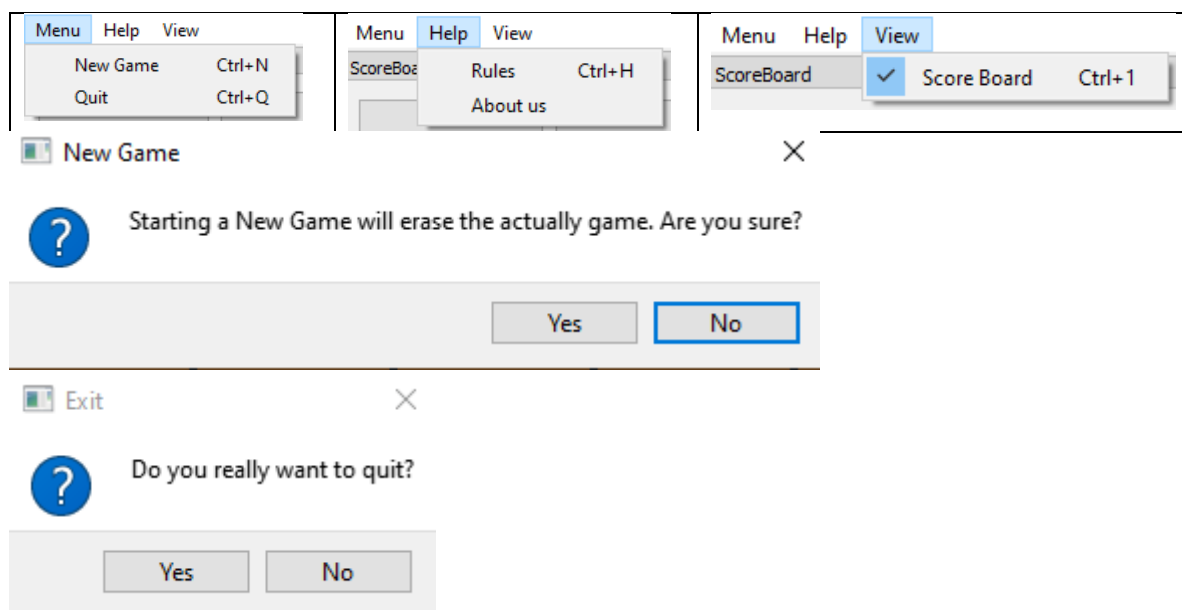 Menu Help View
New Game Ctrl+N
Quit Ctrl+Q
Menu Help View
ScoreBoa
Rules Ctrl+H
About us
Menu Help View
ScoreBoard
Score Board Ctrl+1
New Game
Starting a New Game will erase the actually game. Are you sure?
Yes No
Exit
Do you really want to quit?
Yes No